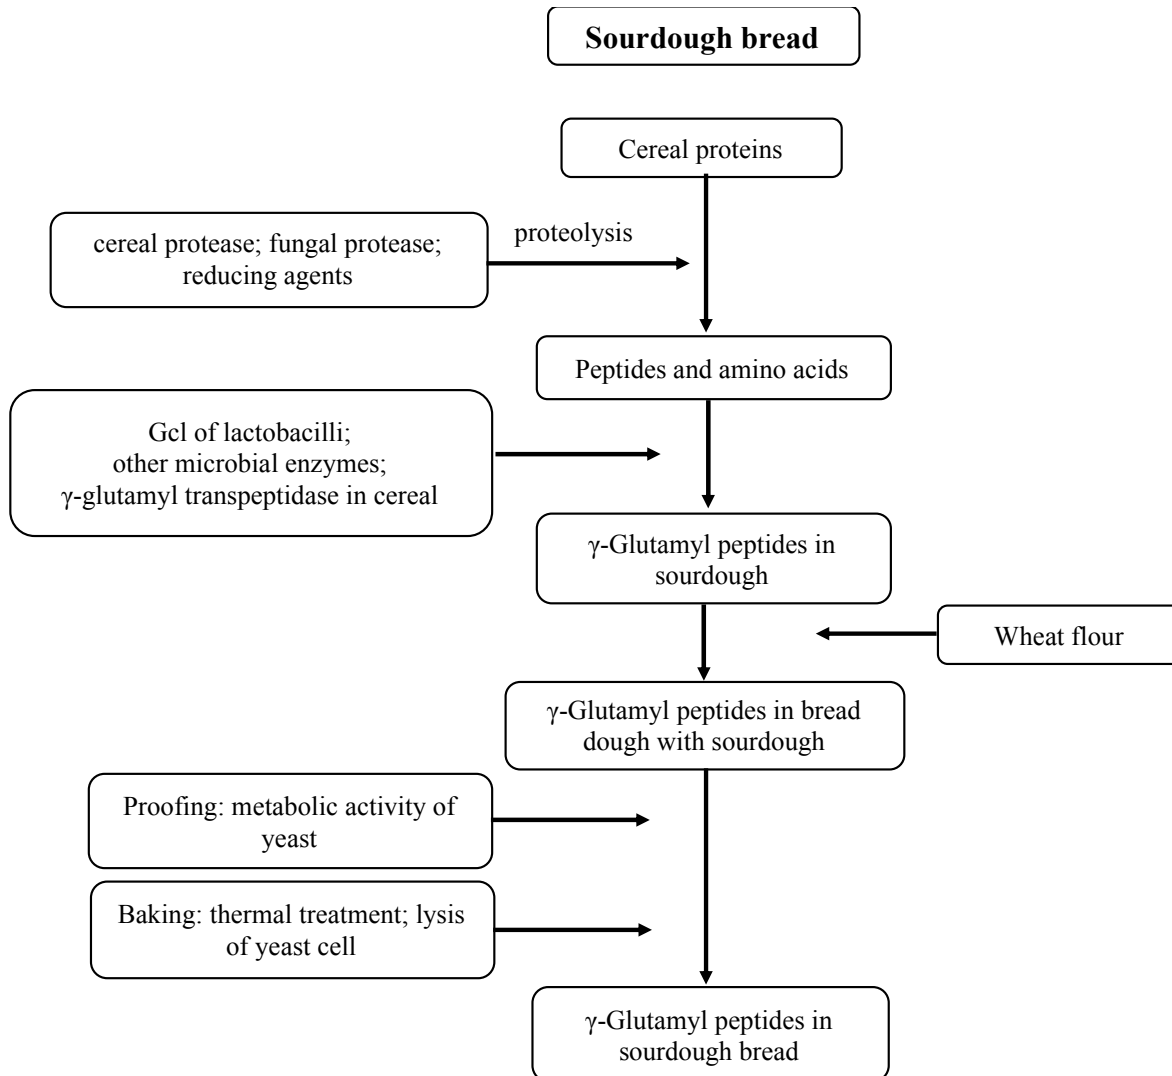 Sourdough bread
Cereal proteins
cereal protease; fungal protease;
reducing agents
proteolysis
Peptides and amino acids
Gcl of lactobacilli;
other microbial enzymes;
γ-glutamyl transpeptidase in cereal
γ-Glutamyl peptides in
sourdough
Wheat flour
γ-Glutamyl peptides in bread
dough with sourdough
Proofing: metabolic activity of
yeast
Baking: thermal treatment; lysis
of yeast cell
γ-Glutamyl peptides in
sourdough bread